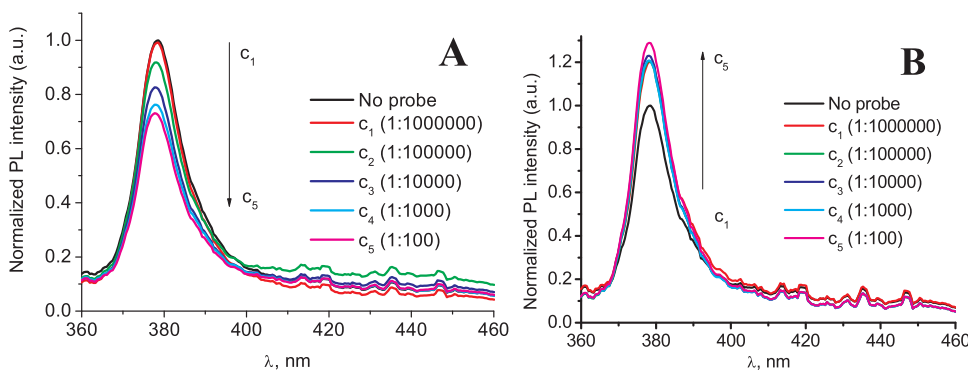 A
c₁
c₅
No probe
c₁ (1:1000000)
c₂ (1:100000)
c₃ (1:10000)
c₄ (1:1000)
c₅ (1:100)
Normalized PL intensity (a.u.)
1.0
0.8
0.6
0.4
0.2
0.0
360 380 400 420 440 460
λ, nm
B
c₅
c₁
No probe
c₁ (1:1000000)
c₂ (1:100000)
c₃ (1:10000)
c₄ (1:1000)
c₅ (1:100)
Normalized PL intensity (a.u.)
1.2
1.0
0.8
0.6
0.4
0.2
0.0
360 380 400 420 440 460
λ, nm